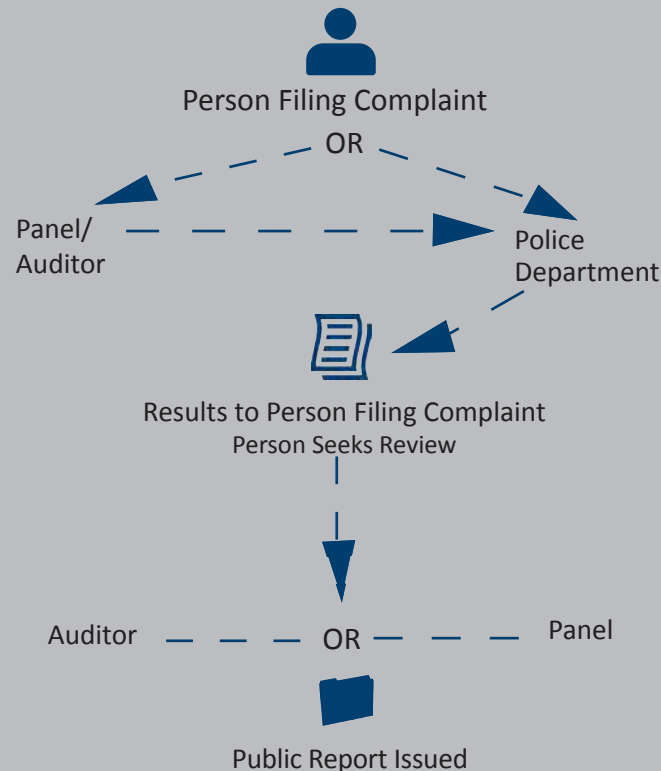 Person Filing Complaint
OR
Panel/
Auditor
Police
Department
Results to Person Filing Complaint
Person Seeks Review
Auditor
OR
Panel
Public Report Issued